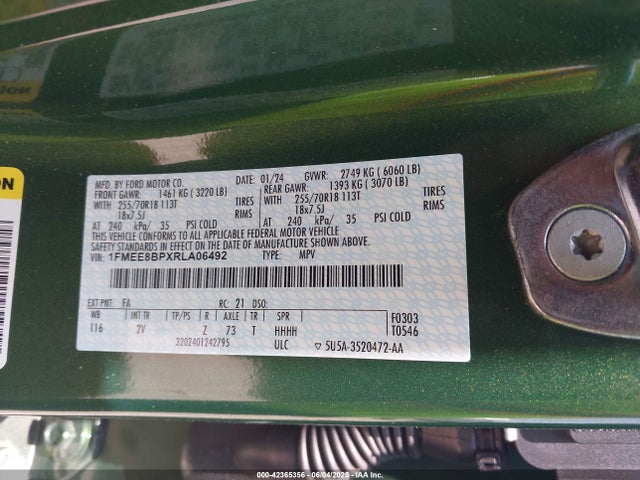 MFD. BY FORD MOTOR CO.
DATE: 01/24 GVWR: 2749 KG ( 6060 LB)
FRONT GAWR: 1461 KG ( 3220 LB) REAR GAWR: 1393 KG ( 3070 LB)
WITH 255/70R18 113T TIRES WITH 255/70R18 113T TIRES
18x7.5J RIMS 18x7.5J RIMS
AT 240 kPa/ 35 PSI COLD AT 240 kPa/ 35 PSI COLD
THIS VEHICLE CONFORMS TO ALL APPLICABLE FEDERAL MOTOR VEHICLE
SAFETY STANDARDS IN EFFECT ON THE DATE OF MANUFACTURE SHOWN ABOVE.
VIN: 1FMEE8BPXRLA06492 TYPE: MPV
EXT PNT: FA RC: 21 DSO:
WB INT TR TP/PS R AXLE TR SPR F0303
116 2V Z 73 T HHHH T0546
3202401242795 ULC ▽ 5U5A-3520472-AA
ON
000-42365356 - 06/04/2025 - © IAA, Inc.